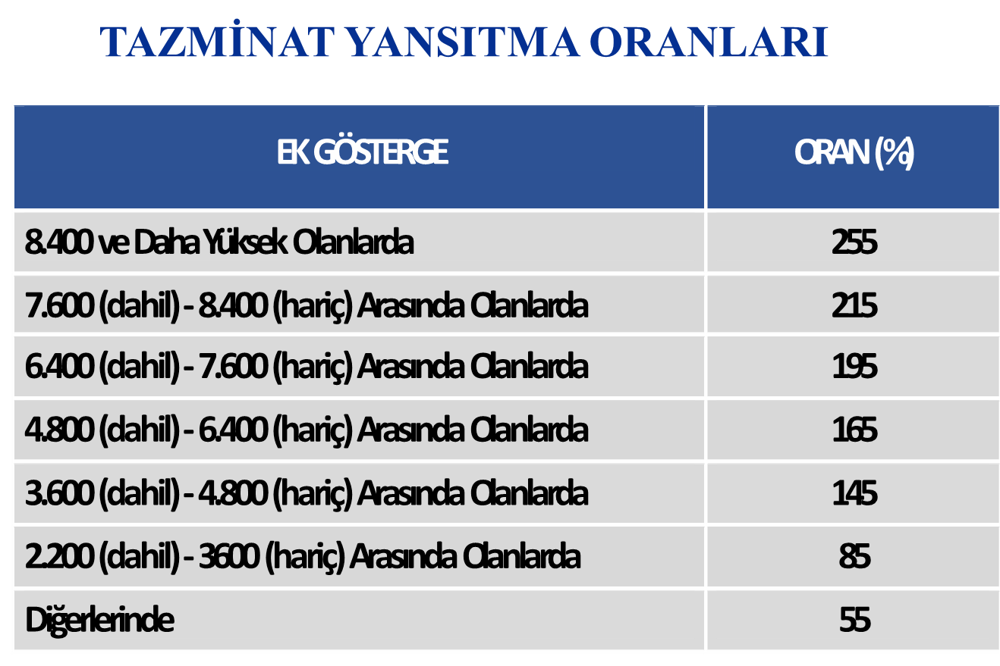 TAZMİNAT YANSITMA ORANLARI
EK GÖSTERGE ORAN (%)
8.400 ve Daha Yüksek Olanlarda 255
7.600 (dahil) - 8.400 (hariç) Arasında Olanlarda 215
6.400 (dahil) - 7.600 (hariç) Arasında Olanlarda 195
4.800 (dahil) - 6.400 (hariç) Arasında Olanlarda 165
3.600 (dahil) - 4.800 (hariç) Arasında Olanlarda 145
2.200 (dahil) - 3600 (hariç) Arasında Olanlarda 85
Diğerlerinde 55